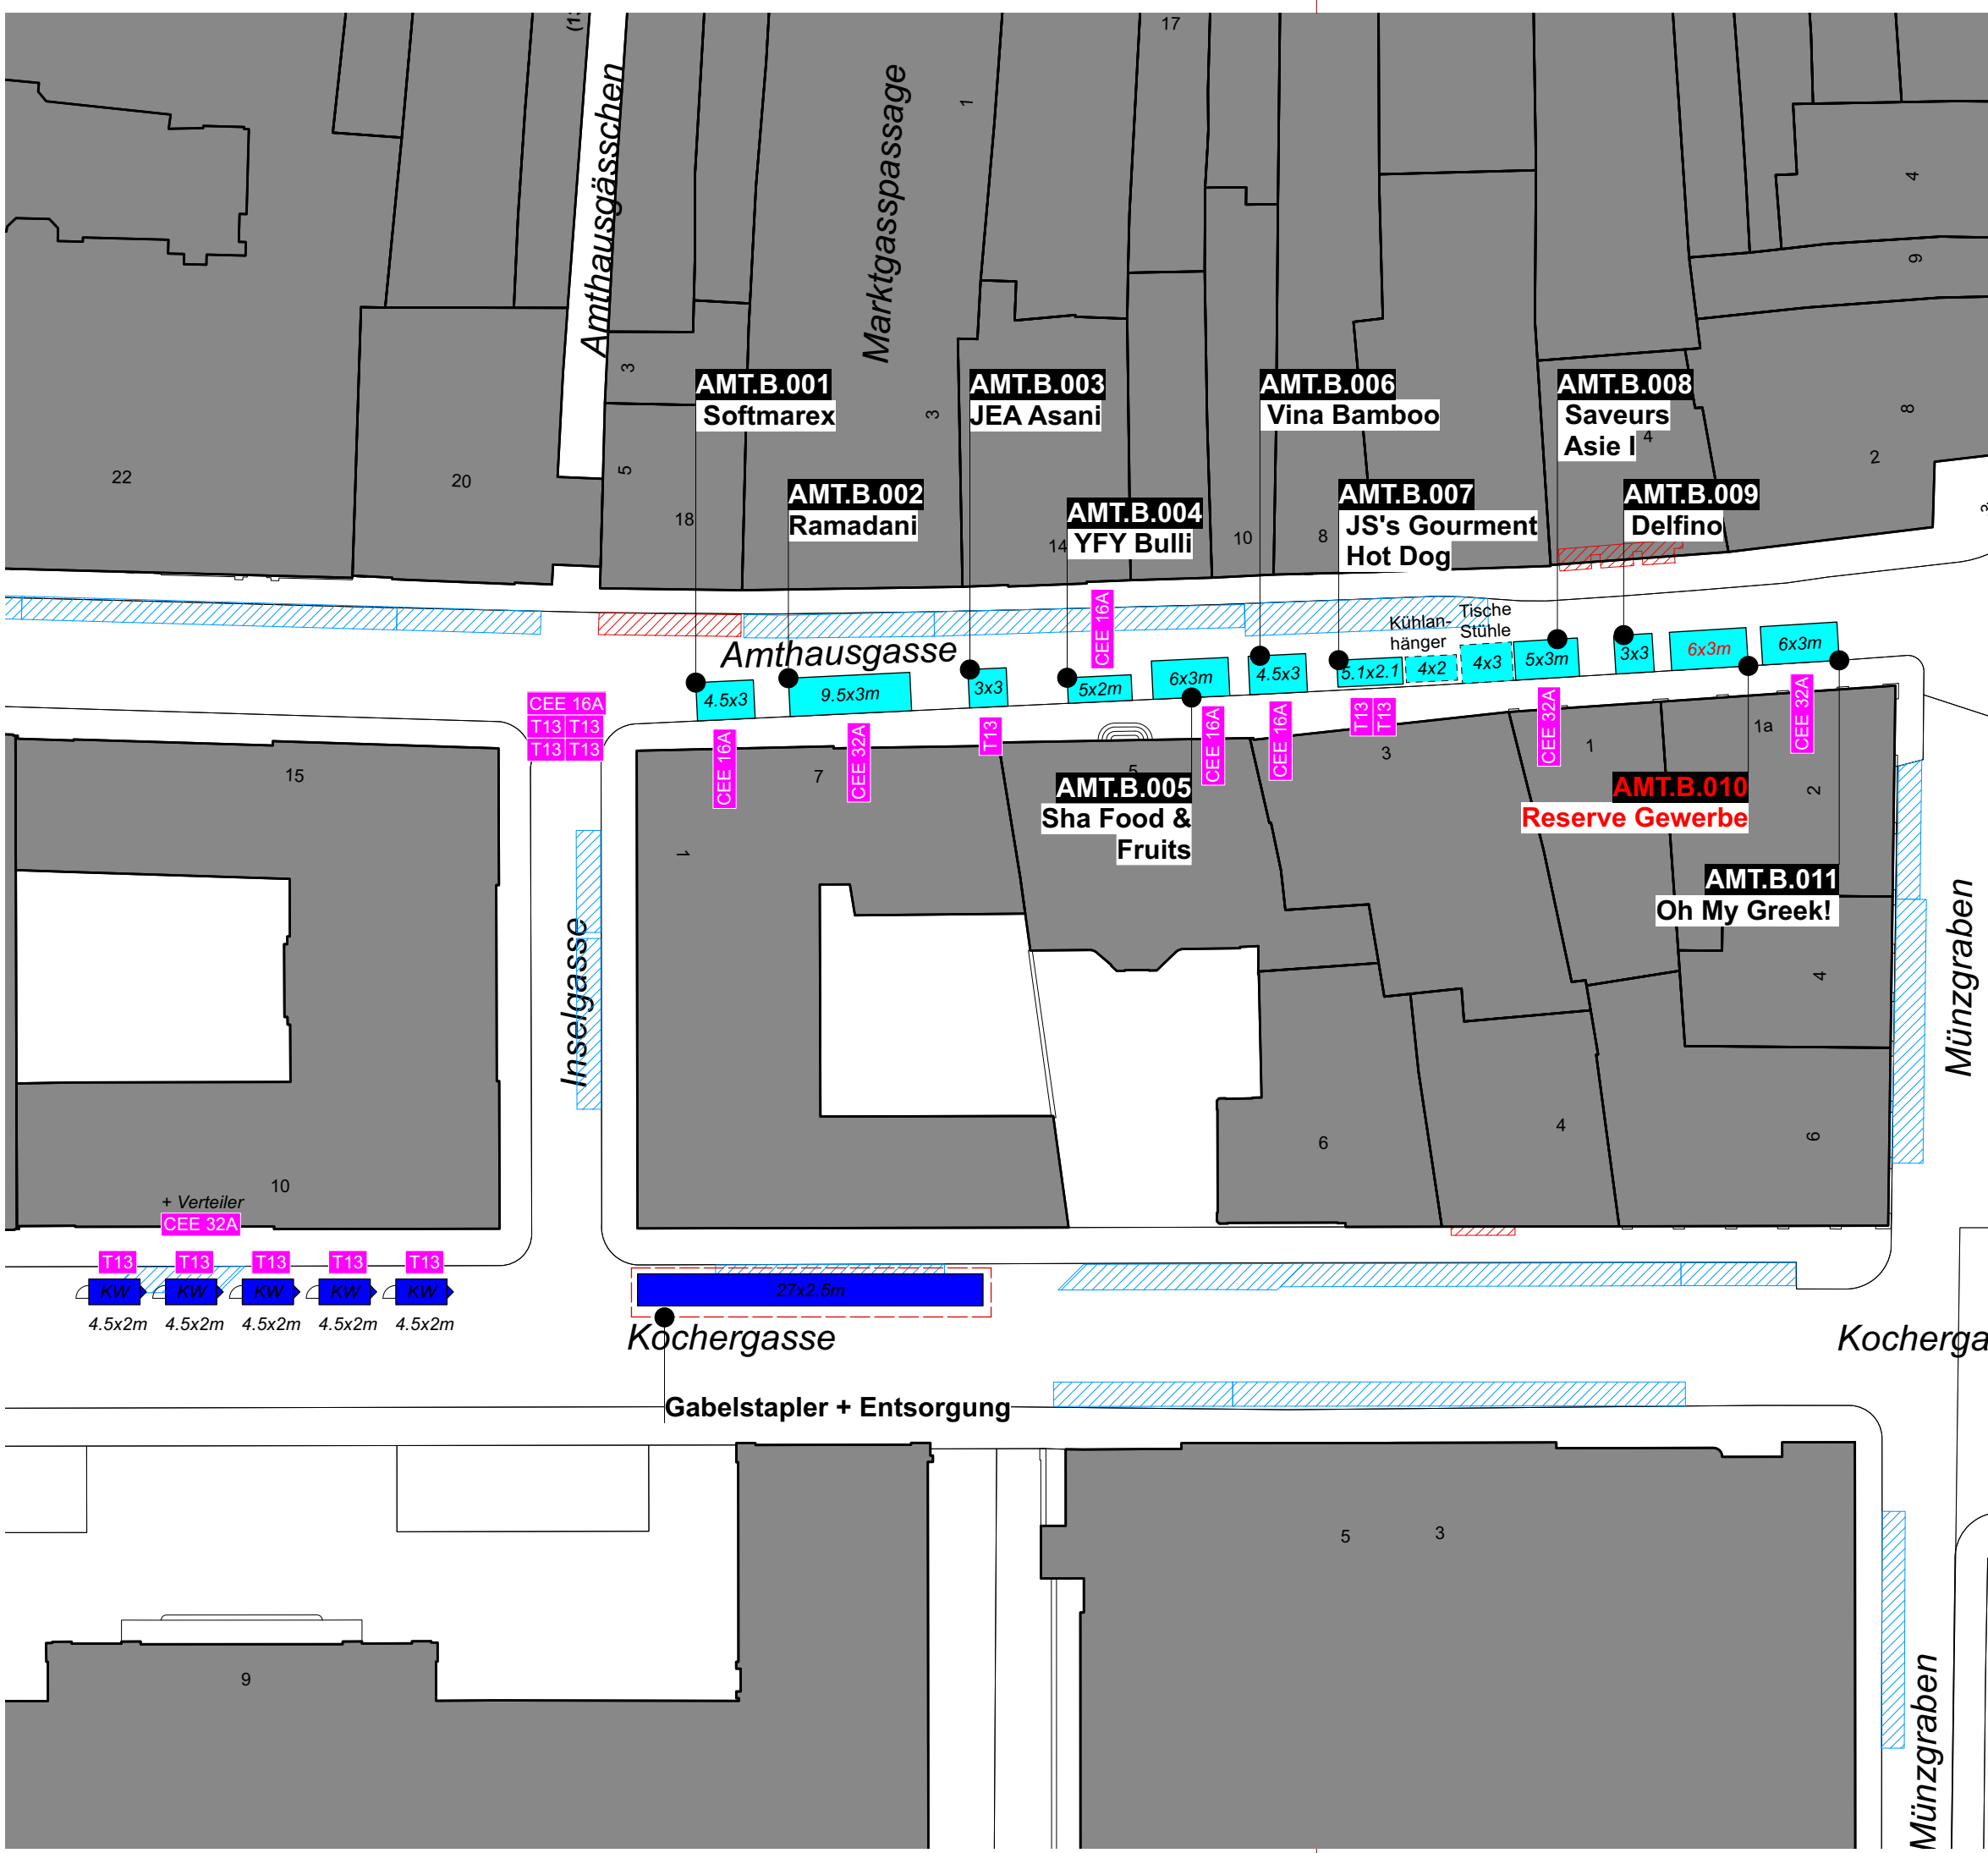 17
Amthausgässchen
Marktgasspassage
1
4
9
3
3
8
AMT.B.001
Softmarex
AMT.B.003
JEA Asani
AMT.B.006
Vina Bamboo
AMT.B.008
Saveurs
Asie I
4
2
22
20
5
18
AMT.B.002
Ramadani
14
AMT.B.004
YFY Bulli
10
8
AMT.B.007
JS's Gourment
Hot Dog
AMT.B.009
Delfino
CEE 16A
Amthausgasse
Kühlan-
hänger
Tische
Stühle
4.5x3
9.5x3m
3x3
5x2m
6x3m
4.5x3
5.1x2.1
4x2
4x3
5x3m
3x3
6x3m
6x3m
CEE 16A
T13 T13
T13 T13
CEE 16A
CEE 32A
T13
CEE 16A
CEE 16A
T13
T13
CEE 32A
CEE 32A
15
7
5
3
1
1a
2
1
AMT.B.005
Sha Food &
Fruits
AMT.B.010
Reserve Gewerbe
AMT.B.011
Oh My Greek!
Inselgasse
Münzgraben
4
6
4
6
10
+ Verteiler
CEE 32A
T13 T13 T13 T13 T13
KW KW KW KW KW
4.5x2m 4.5x2m 4.5x2m 4.5x2m 4.5x2m
27x2.5m
Kochergasse
Kocherga
Gabelstapler + Entsorgung
5
3
9
Münzgraben